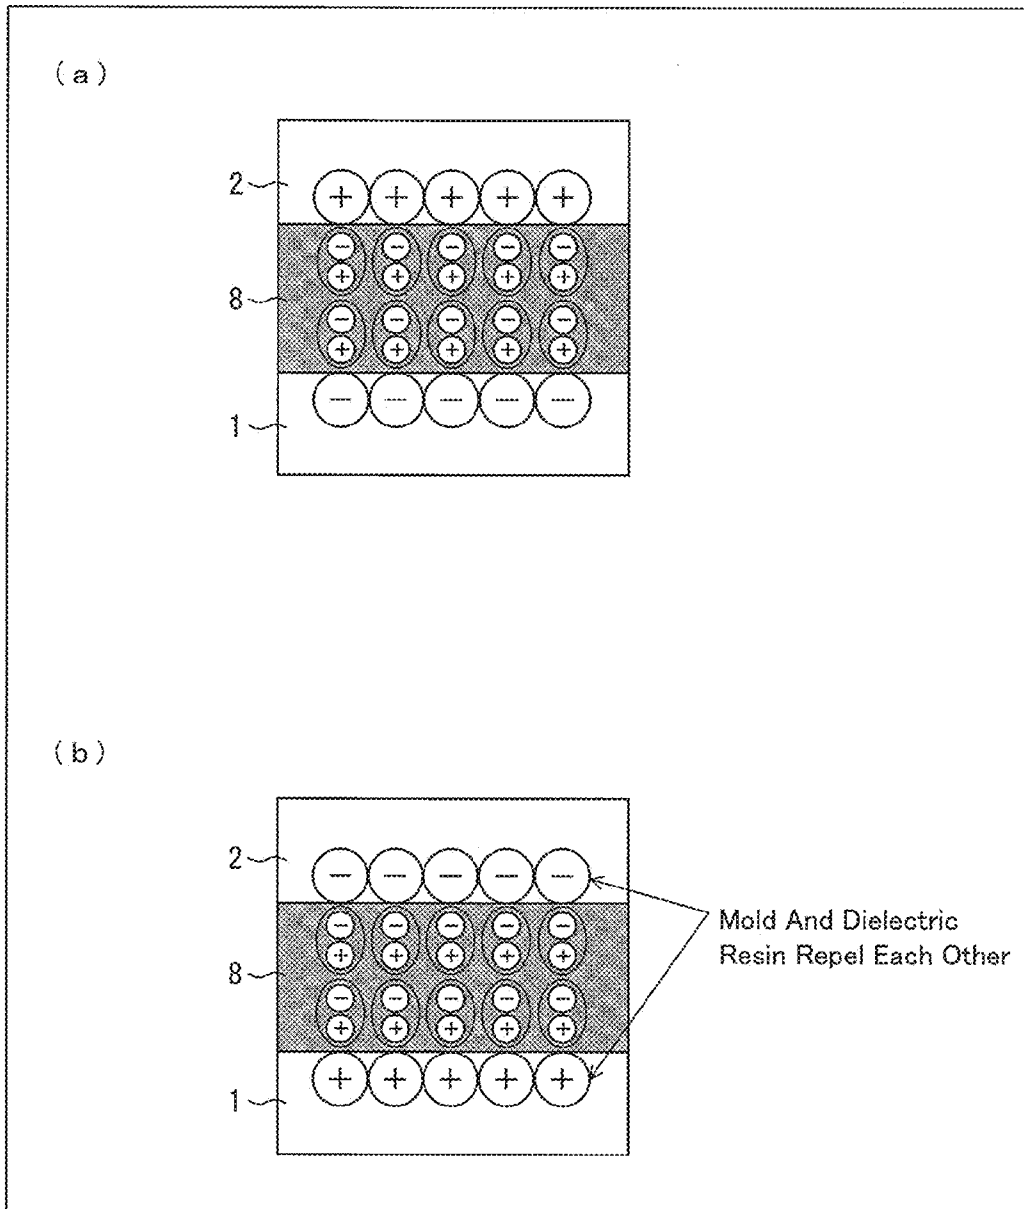 (a)
2
+ + + + +
− − − − −
+ + + + +
8
− − − − −
+ + + + +
− − − − −
1
(b)
2
− − − − −
− − − − −
+ + + + +
Mold And Dielectric
8
Resin Repel Each Other
− − − − −
+ + + + +
+ + + + +
1